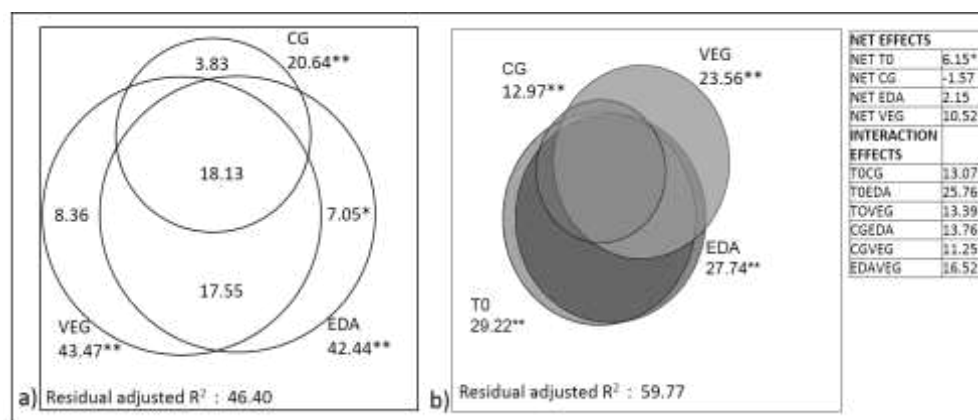 CG
20.64**
3.83
18.13
8.36
7.05*
17.55
VEG
43.47**
EDA
42.44**
a) Residual adjusted R² : 46.40
VEG
23.56**
CG
12.97**
EDA
27.74**
T0
29.22**
b) Residual adjusted R² : 59.77
NET EFFECTS
NET T0 6.15*
NET CG -1.57
NET EDA 2.15
NET VEG 10.52
INTERACTION
EFFECTS
T0CG 13.07
T0EDA 25.76
TOVEG 13.39
CGEDA 13.76
CGVEG 11.25
EDAVEG 16.52